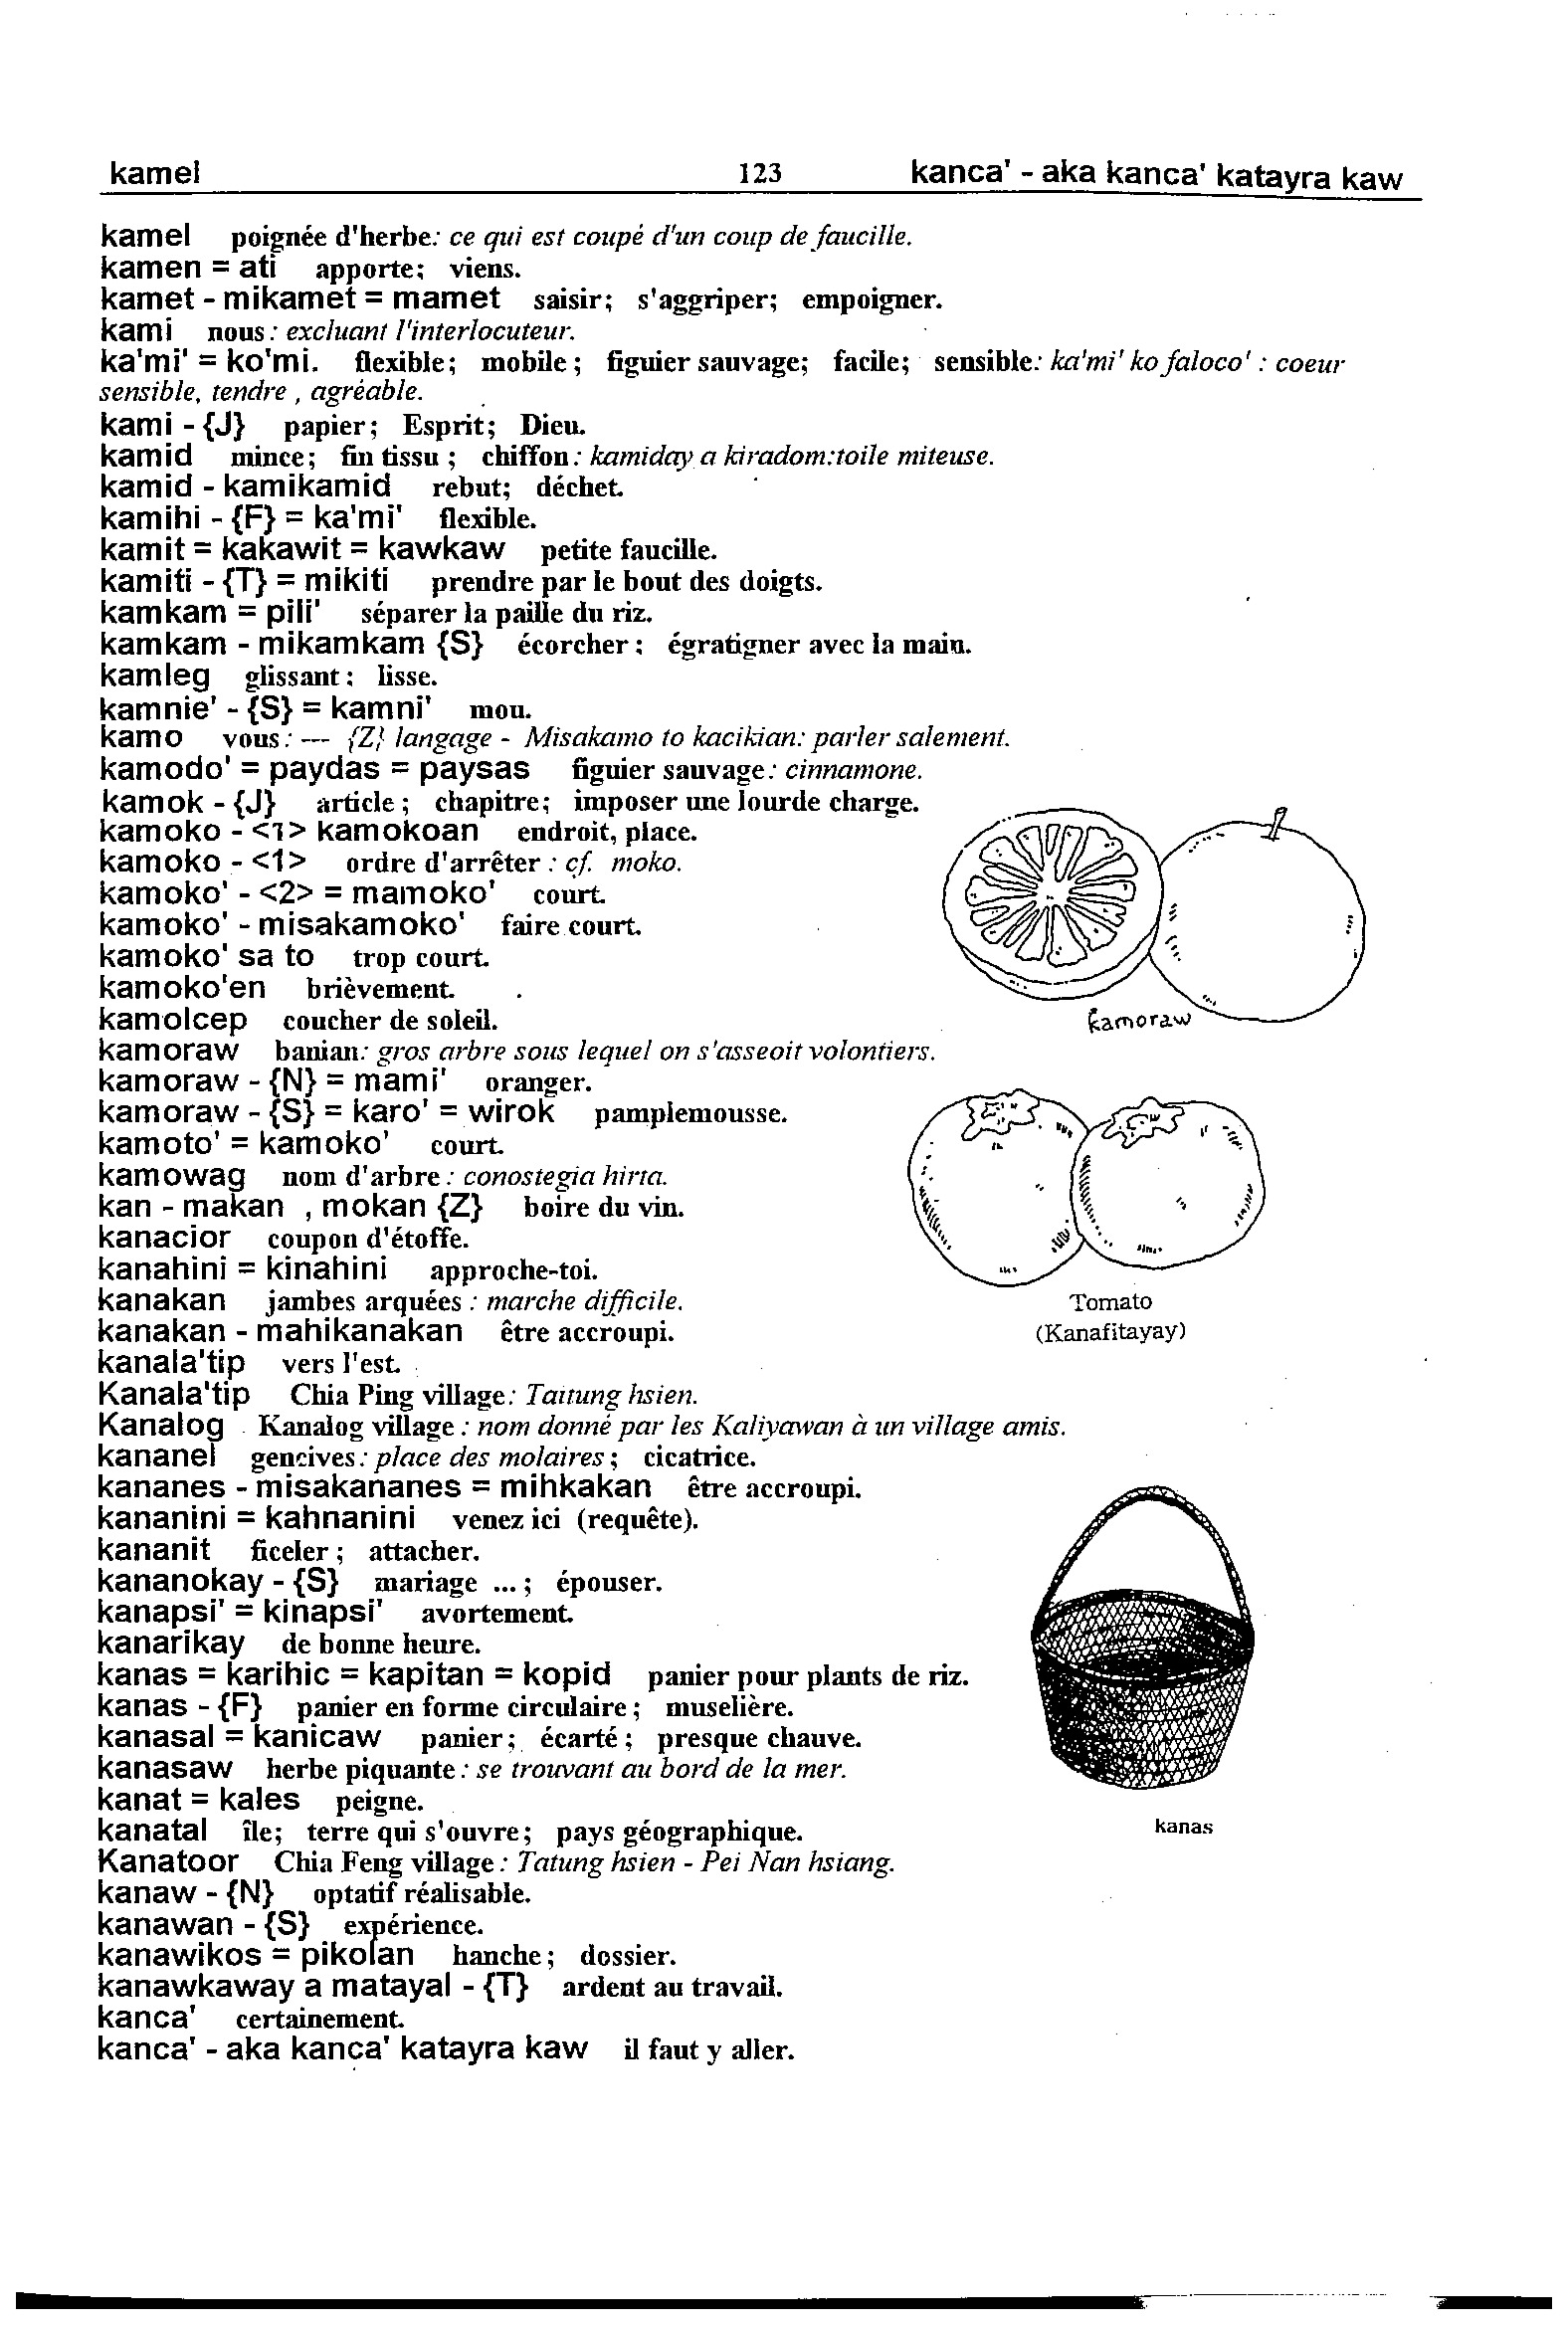 kamel 123 kanca' - aka kanca' katayra kaw
kamel poignée d'herbe: ce qui est coupé d'un coup de faucille.
kamen = ati apporte; viens.
kamet - mikamet = mamet saisir; s'aggriper; empoigner.
kami nous: excluant l'interlocuteur.
ka'mi' = ko'mi. flexible; mobile; figuier sauvage; facile; sensible: ka'mi' ko faloco' : coeur
sensible, tendre , agréable.
kami - {J} papier; Esprit; Dieu.
kamid mince; fin tissu ; chiffon: kamiday a kiradom:toile miteuse.
kamid - kamikamid rebut; déchet.
kamihi - {F} = ka'mi' flexible.
kamit = kakawit = kawkaw petite faucille.
kamiti - {T} = mikiti prendre par le bout des doigts.
kamkam = pili' séparer la paille du riz.
kamkam - mikamkam {S} écorcher; égratigner avec la main.
kamleg glissant; lisse.
kamnie' - {S} = kamni' mou.
kamo vous: — {Z} langage - Misakamo to kacikian: parler salement.
kamodo' = paydas = paysas figuier sauvage: cinnamone.
kamok - {J} article; chapitre; imposer une lourde charge.
kamoko - <1> kamokoan endroit, place.
kamoko - <1> ordre d'arrêter : cf. moko.
kamoko' - <2> = mamoko' court.
kamoko' - misakamoko' faire court.
kamoko' sa to trop court.
kamoko'en brièvement.
kamolcep coucher de soleil.
kamoraw
kamoraw banian: gros arbre sous lequel on s'asseoit volontiers.
kamoraw - {N} = mami' oranger.
kamoraw - {S} = karo' = wirok pamplemousse.
kamoto' = kamoko' court.
kamowag nom d'arbre: conostegia hirta.
kan - makan , mokan {Z} boire du vin.
kanacior coupon d'étoffe.
kanahini = kinahini approche-toi.
kanakan jambes arquées : marche difficile.
Tomato
kanakan - mahikanakan être accroupi.
(Kanafitayay)
kanala'tip vers l'est.
Kanala'tip Chia Ping village: Taitung hsien.
Kanalog Kanalog village : nom donné par les Kaliyawan à un village amis.
kananel gencives: place des molaires; cicatrice.
kananes - misakananes = mihkakan être accroupi.
kananini = kahnanini venez ici (requête).
kananit ficeler; attacher.
kananokay - {S} mariage ...; épouser.
kanapsi' = kinapsi' avortement.
kanarikay de bonne heure.
kanas = karihic = kapitan = kopid panier pour plants de riz.
kanas - {F} panier en forme circulaire; muselière.
kanasal = kanicaw panier; écarté; presque chauve.
kanasaw herbe piquante: se trouvant au bord de la mer.
kanat = kales peigne.
kanatal île; terre qui s'ouvre; pays géographique.
kanas
Kanatoor Chia Feng village: Tatung hsien - Pei Nan hsiang.
kanaw - {N} optatif réalisable.
kanawan - {S} expérience.
kanawikos = pikolan hanche; dossier.
kanawkaway a matayal - {T} ardent au travail.
kanca' certainement.
kanca' - aka kanca' katayra kaw il faut y aller.